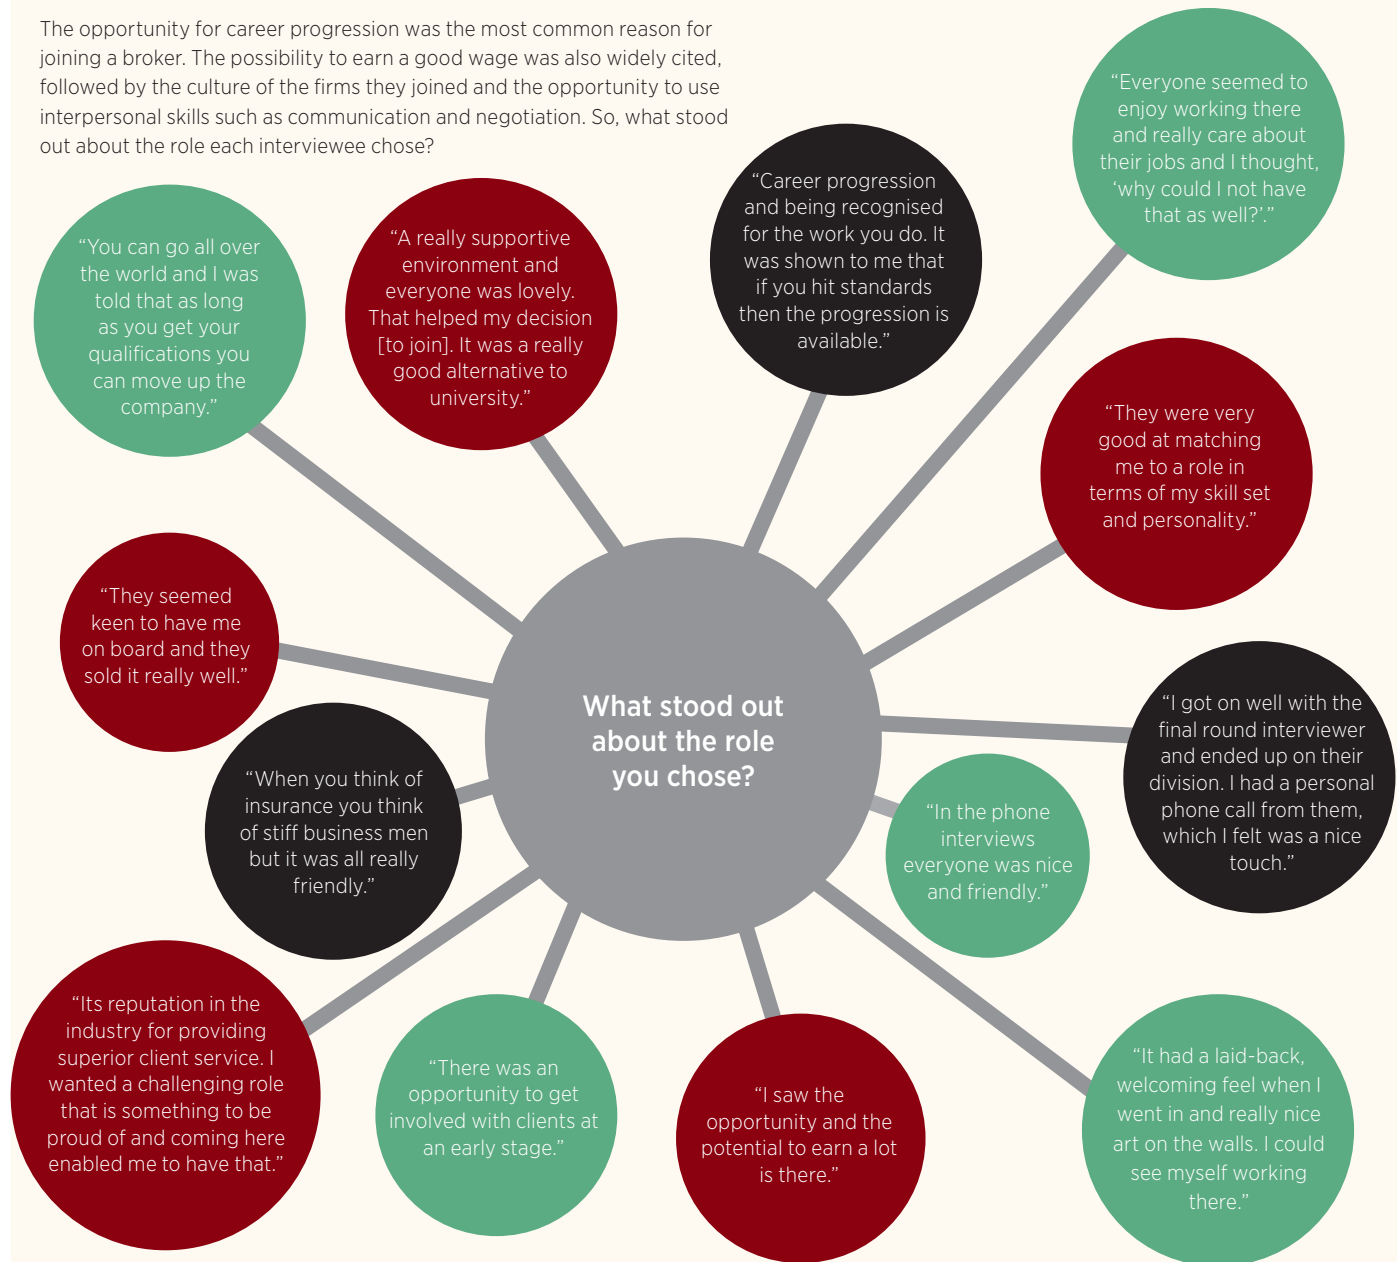 The opportunity for career progression was the most common reason for
joining a broker. The possibility to earn a good wage was also widely cited,
followed by the culture of the firms they joined and the opportunity to use
interpersonal skills such as communication and negotiation. So, what stood
out about the role each interviewee chose?
“Everyone seemed to
enjoy working there
and really care about
their jobs and I thought,
‘why could I not have
that as well?’.”
“Career progression
and being recognised
for the work you do. It
was shown to me that
if you hit standards
then the progression is
available.”
“A really supportive
environment and
everyone was lovely.
That helped my decision
[to join]. It was a really
good alternative to
university.”
“You can go all over
the world and I was
told that as long
as you get your
qualifications you
can move up the
company.”
“They were very
good at matching
me to a role in
terms of my skill set
and personality.”
“They seemed
keen to have me
on board and they
sold it really well.”
What stood out
about the role
you chose?
“I got on well with the
final round interviewer
and ended up on their
division. I had a personal
phone call from them,
which I felt was a nice
touch.”
“When you think of
insurance you think
of stiff business men
but it was all really
friendly.”
“In the phone
interviews
everyone was nice
and friendly.”
“Its reputation in the
industry for providing
superior client service. I
wanted a challenging role
that is something to be
proud of and coming here
enabled me to have that.”
“There was an
opportunity to get
involved with clients at
an early stage.”
“I saw the
opportunity and the
potential to earn a lot
is there.”
“It had a laid-back,
welcoming feel when I
went in and really nice
art on the walls. I could
see myself working
there.”